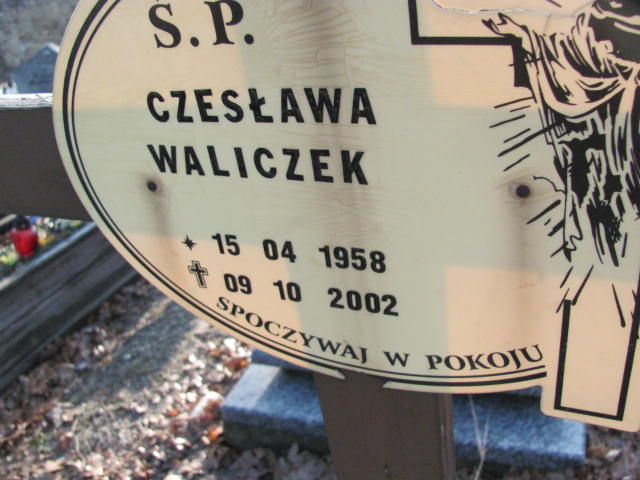 Ś.P.
CZESŁAWA
WALICZEK
15 04 1958
09 10 2002
SPOCZYWAJ W POKOJU